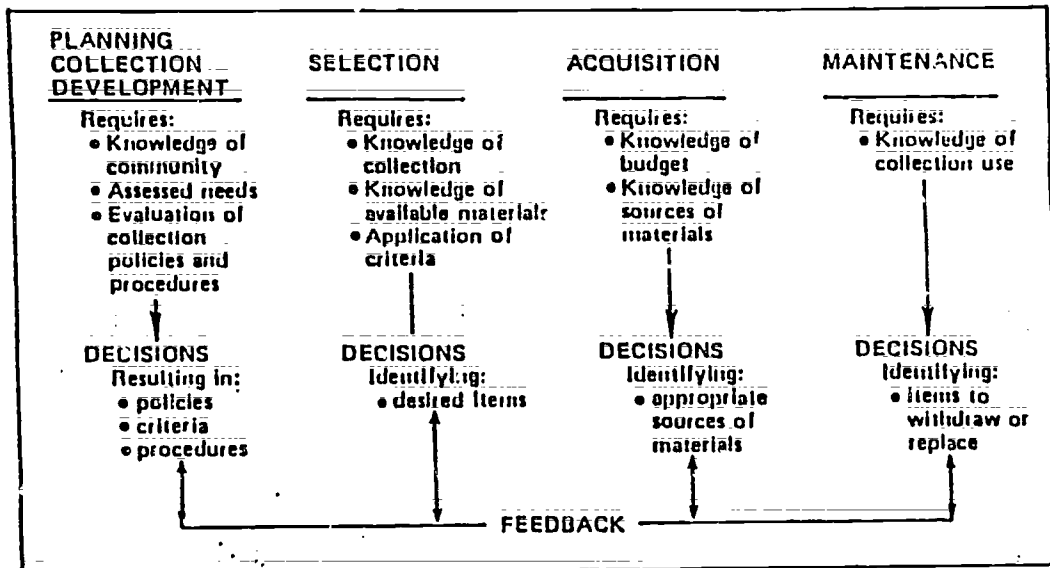 PLANNING
COLLECTION
DEVELOPMENT
Requires:
• Knowledge of
community
• Assessed needs
• Evaluation of
collection
policies and
procedures
DECISIONS
Resulting in:
• policies
• criteria
• procedures
SELECTION
Requires:
• Knowledge of
collection
• Knowledge of
available materials
• Application of
criteria
DECISIONS
Identifying:
• desired items
ACQUISITION
Requires:
• Knowledge of
budget
• Knowledge of
sources of
materials
DECISIONS
Identifying:
• appropriate
sources of
materials
MAINTENANCE
Requires:
• Knowledge of
collection use
DECISIONS
Identifying:
• items to
withdraw or
replace
FEEDBACK